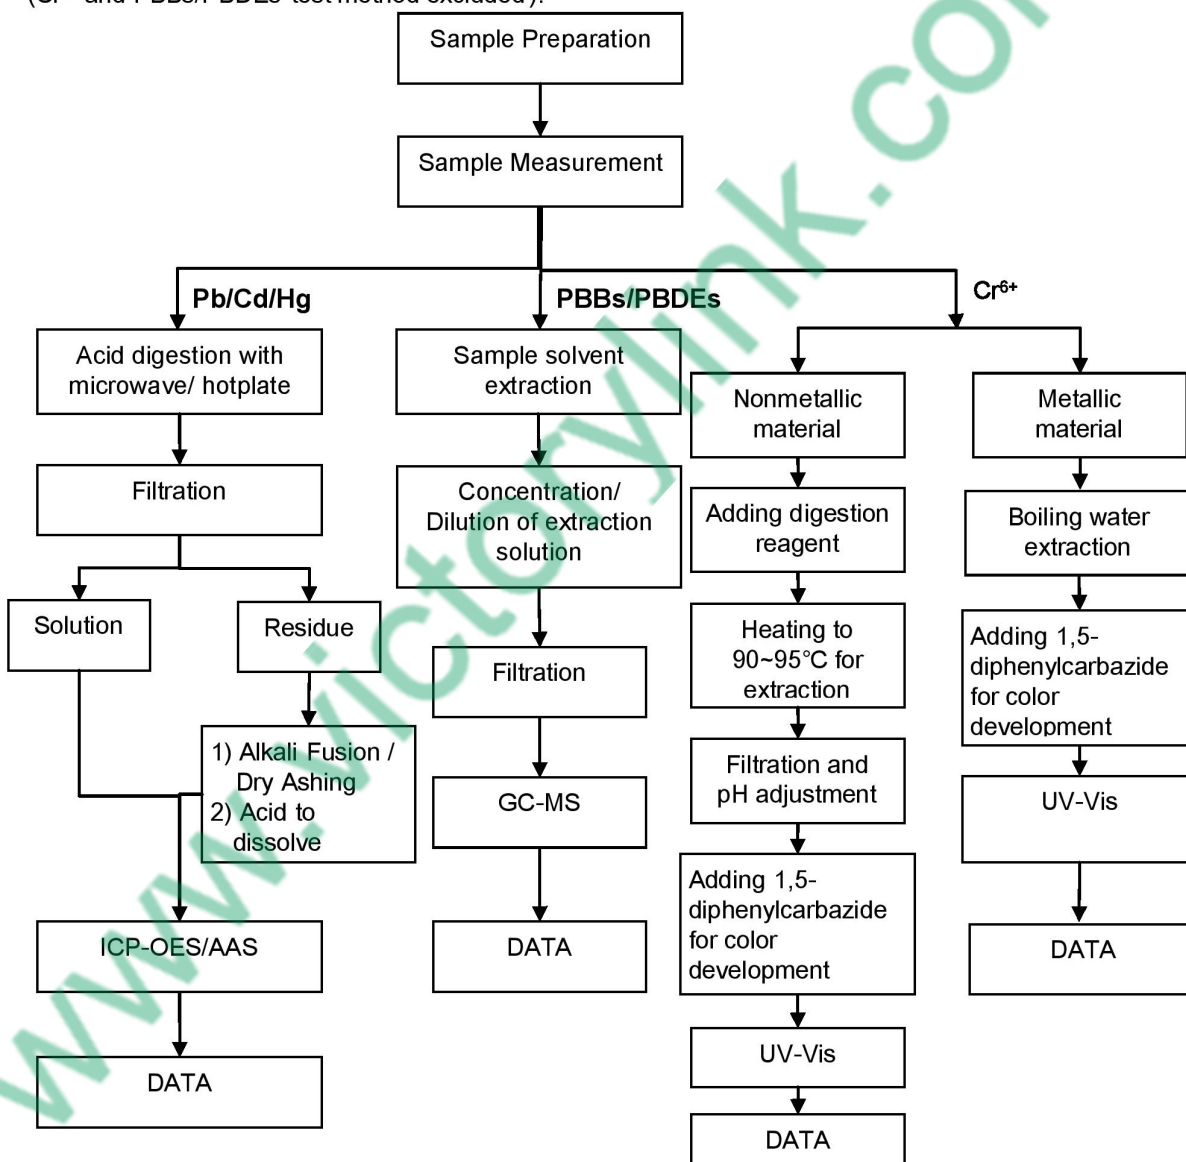 Sample Preparation
Sample Measurement
Pb/Cd/Hg
Acid digestion with
microwave/ hotplate
Filtration
Solution
Residue
1) Alkali Fusion /
Dry Ashing
2) Acid to
dissolve
ICP-OES/AAS
DATA
PBBs/PBDEs
Sample solvent
extraction
Concentration/
Dilution of extraction
solution
Filtration
GC-MS
DATA
Cr⁶⁺
Nonmetallic
material
Adding digestion
reagent
Heating to
90~95℃ for
extraction
Filtration and
pH adjustment
Adding 1,5-
diphenylcarbazide
for color
development
UV-Vis
DATA
Metallic
material
Boiling water
extraction
Adding 1,5-
diphenylcarbazide
for color
development
UV-Vis
DATA
www.victorylink.com